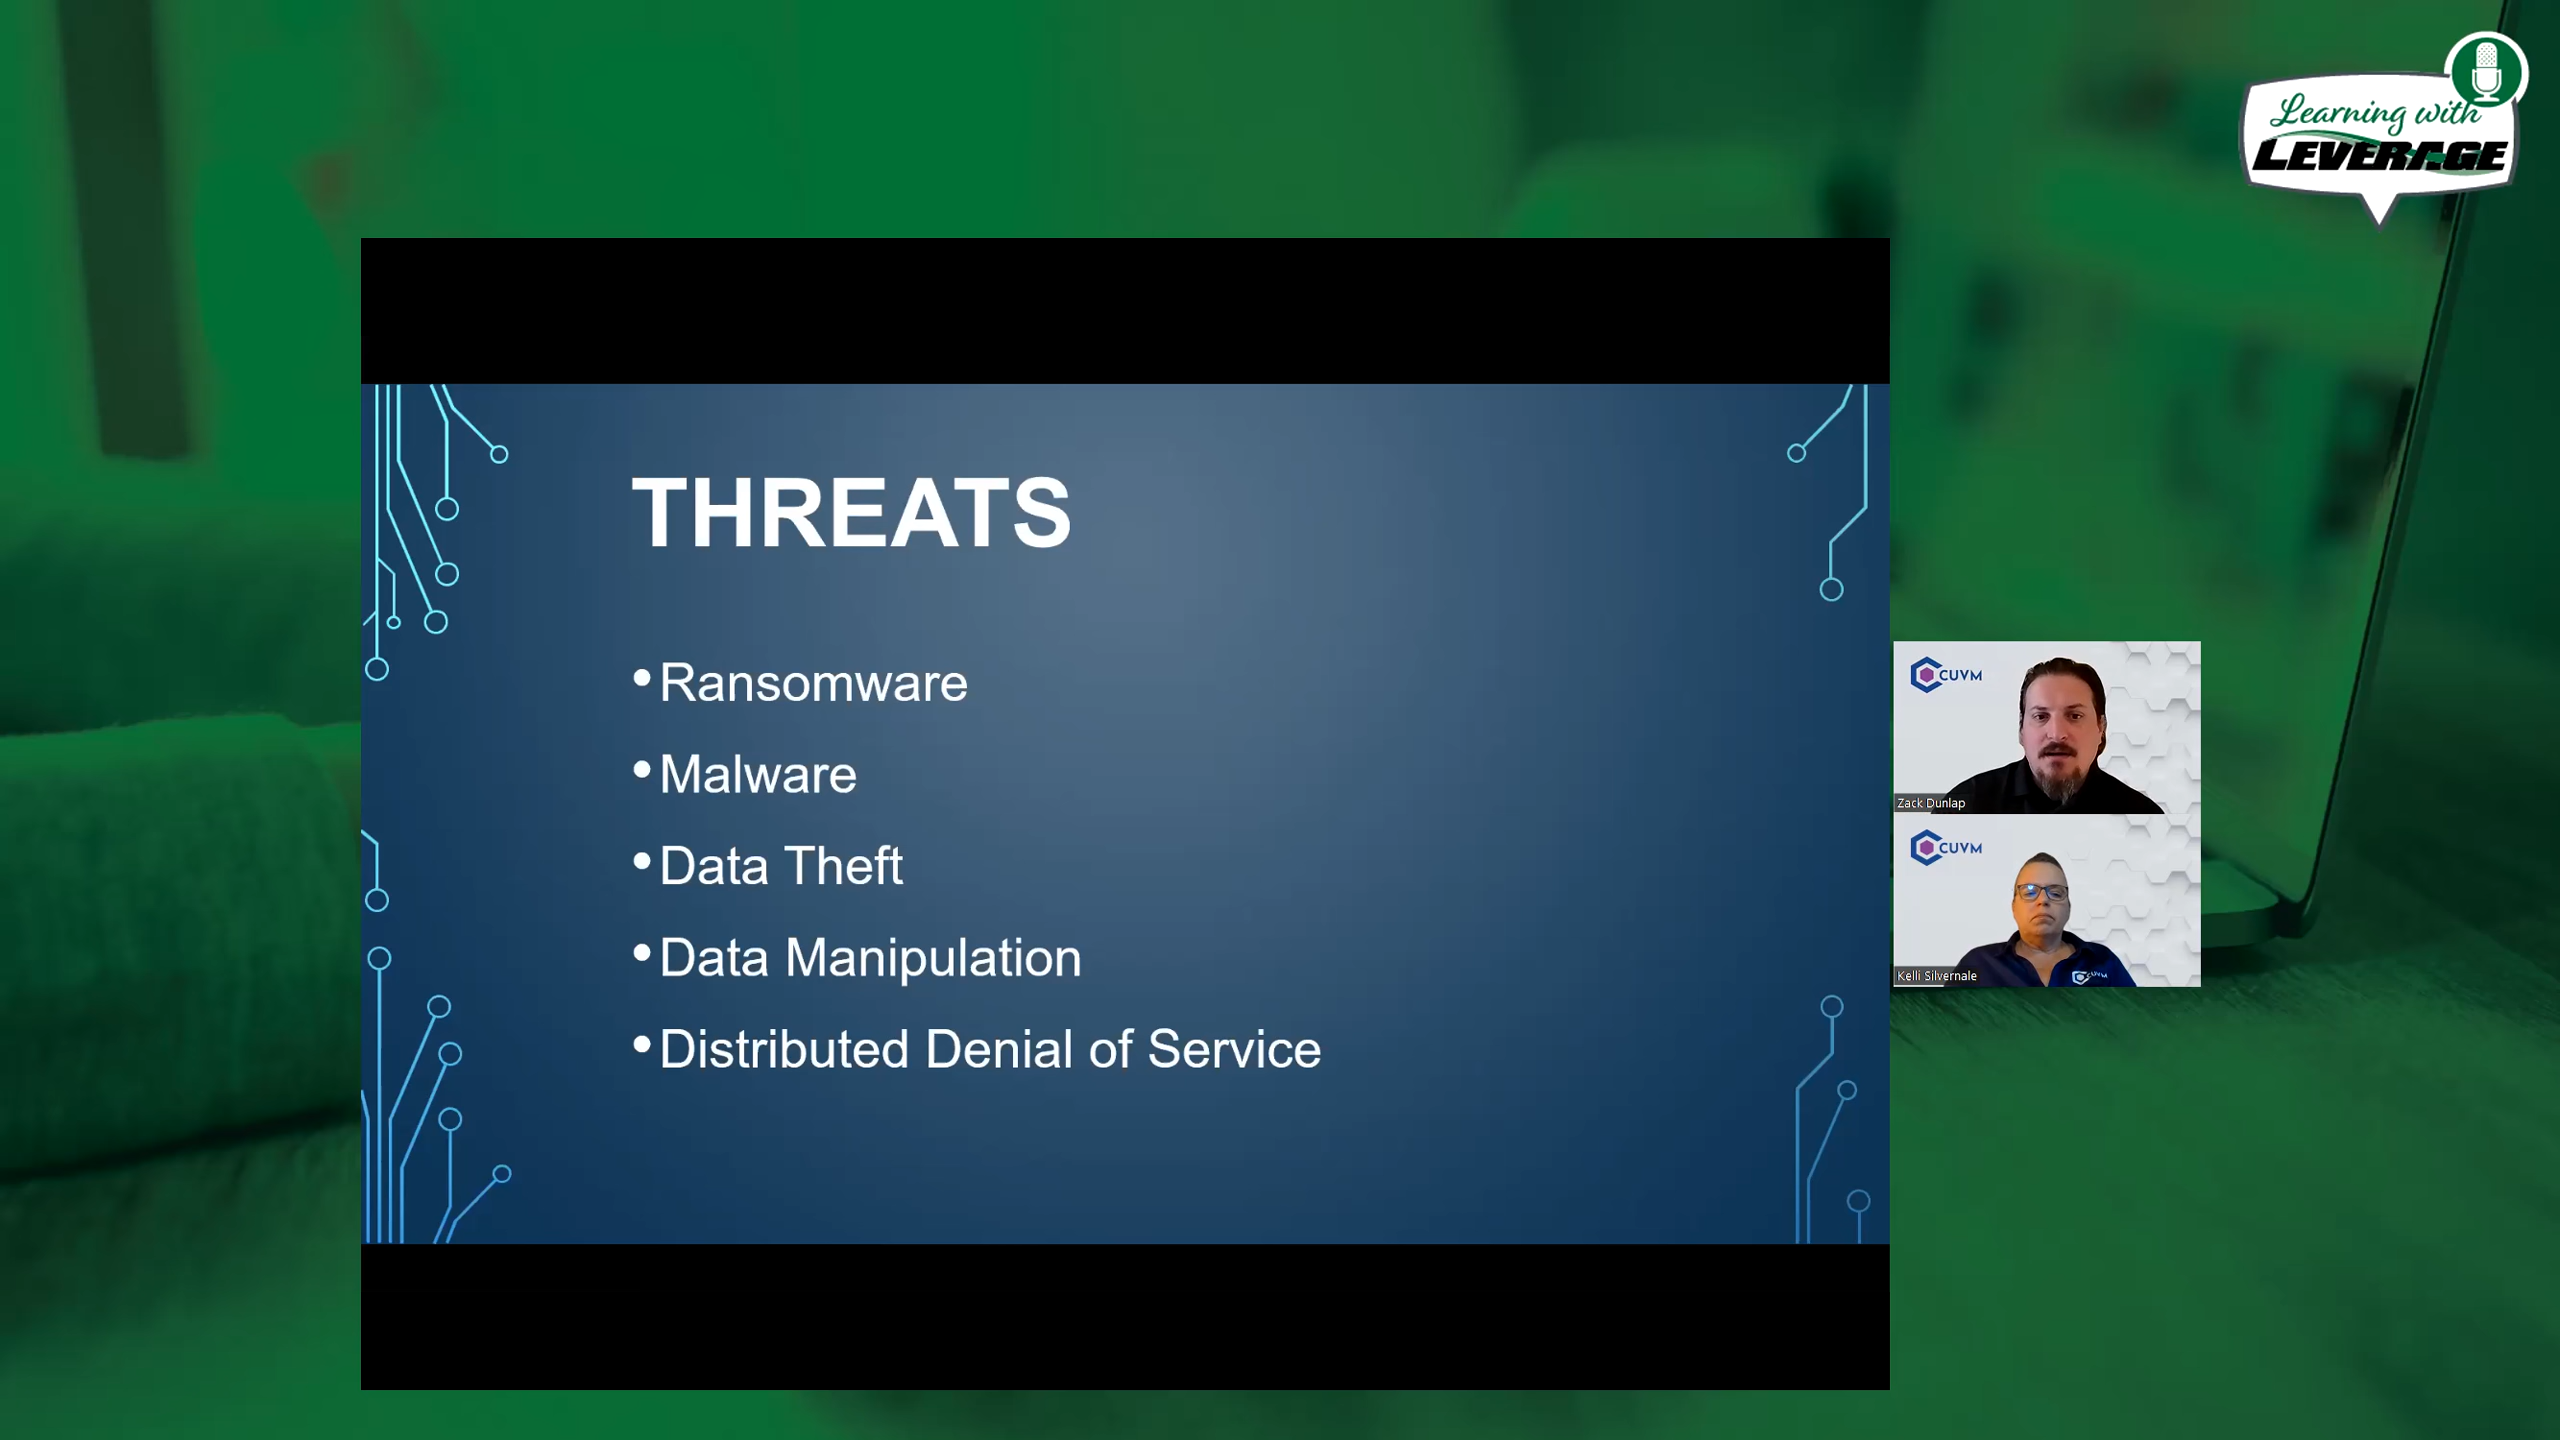 Learning with
LEVERAGE
THREATS
• Ransomware
• Malware
• Data Theft
• Data Manipulation
• Distributed Denial of Service
CUVM
Zack Dunlap
CUVM
CUVM
Kelli Silvernale